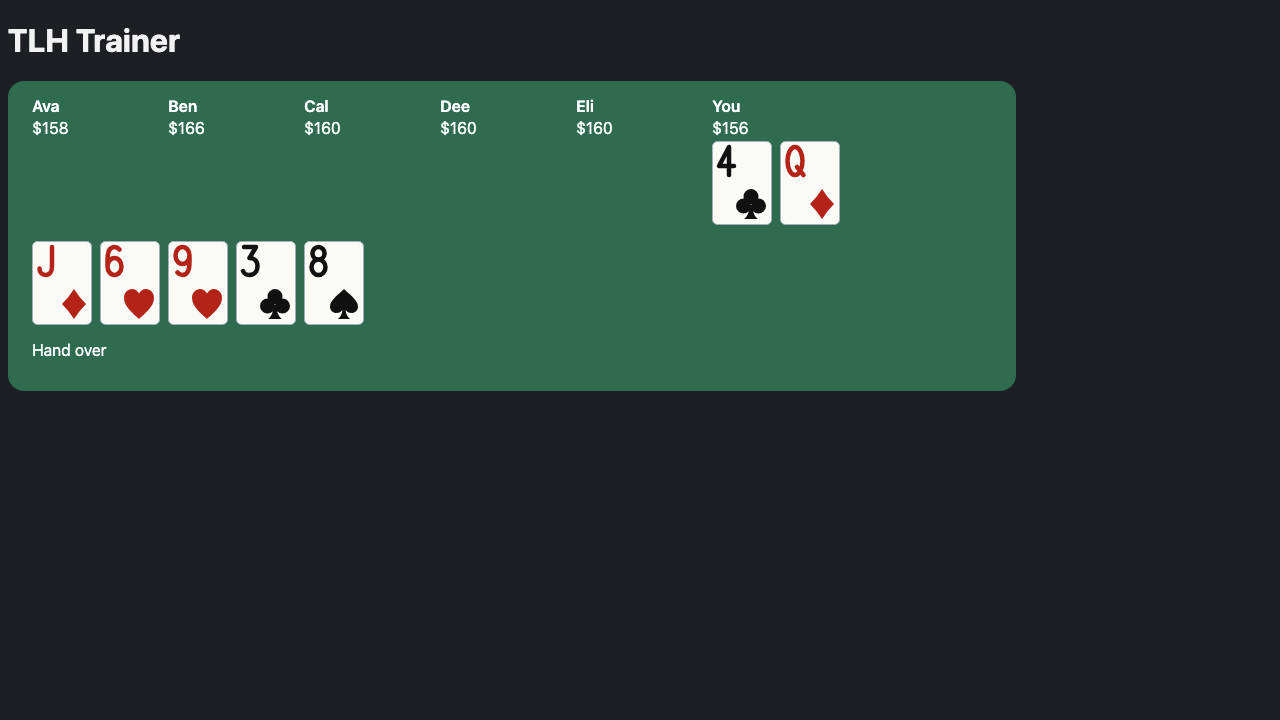 TLH Trainer
Ava Ben Cal Dee Eli You
$158 $166 $160 $160 $160 $156
4 Q
J 6 9 3 8
Hand over